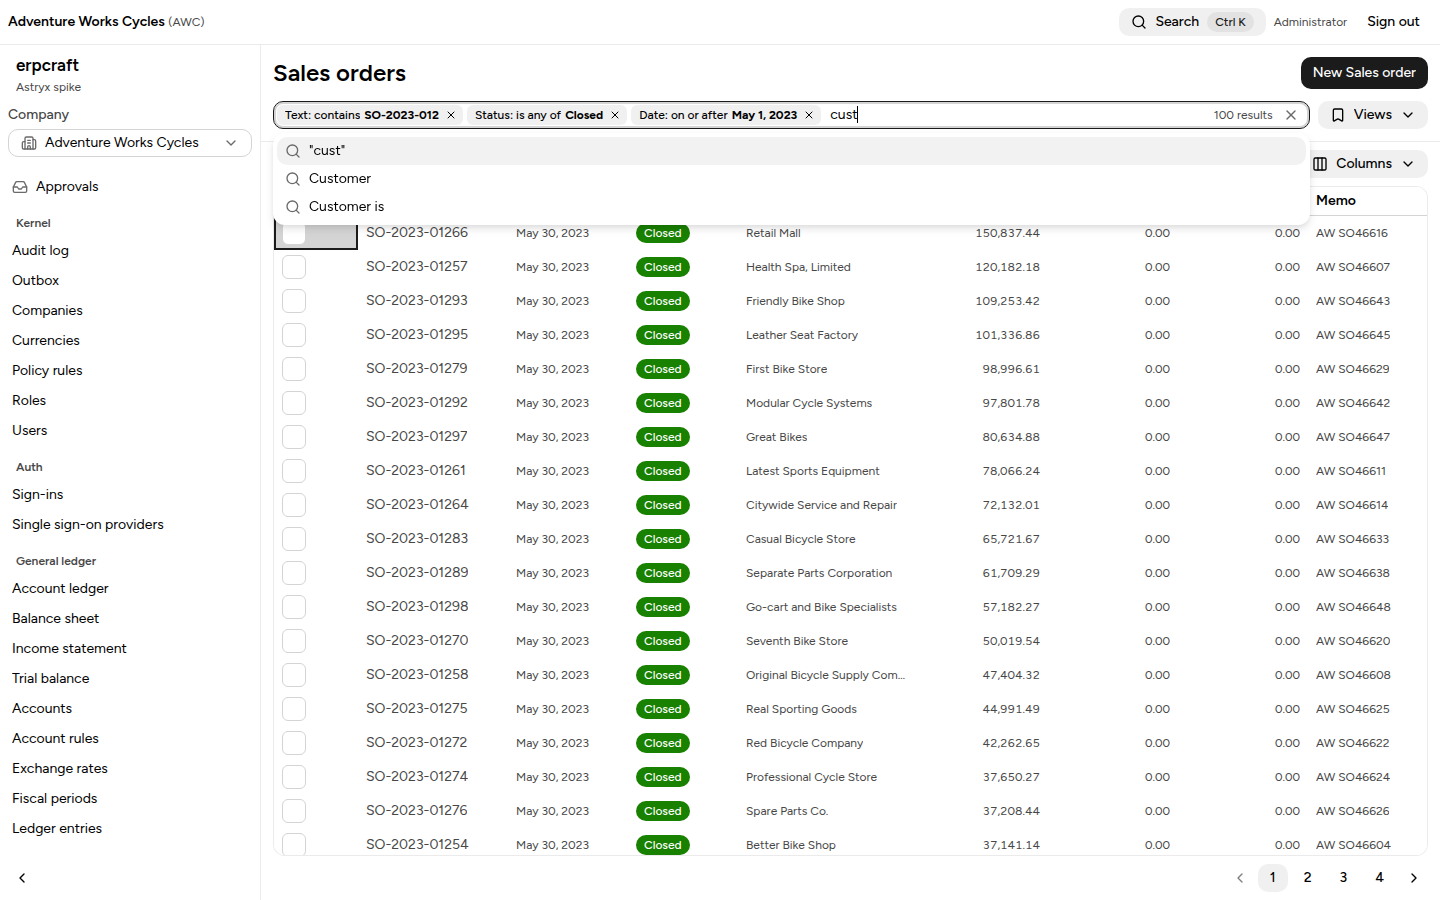 Adventure Works Cycles (AWC)
Search Ctrl K Administrator Sign out
erpcraft
Astryx spike
Company
Adventure Works Cycles
Approvals
Kernel
Audit log
Outbox
Companies
Currencies
Policy rules
Roles
Users
Auth
Sign-ins
Single sign-on providers
General ledger
Account ledger
Balance sheet
Income statement
Trial balance
Accounts
Account rules
Exchange rates
Fiscal periods
Ledger entries
Sales orders
New Sales order
Text: contains SO-2023-012 Status: is any of Closed Date: on or after May 1, 2023 cust 100 results
Views
"cust"
Customer
Customer is
Columns
Memo
SO-2023-01266 May 30, 2023 Closed Retail Mall 150,837.44 0.00 0.00 AW SO46616
SO-2023-01257 May 30, 2023 Closed Health Spa, Limited 120,182.18 0.00 0.00 AW SO46607
SO-2023-01293 May 30, 2023 Closed Friendly Bike Shop 109,253.42 0.00 0.00 AW SO46643
SO-2023-01295 May 30, 2023 Closed Leather Seat Factory 101,336.86 0.00 0.00 AW SO46645
SO-2023-01279 May 30, 2023 Closed First Bike Store 98,996.61 0.00 0.00 AW SO46629
SO-2023-01292 May 30, 2023 Closed Modular Cycle Systems 97,801.78 0.00 0.00 AW SO46642
SO-2023-01297 May 30, 2023 Closed Great Bikes 80,634.88 0.00 0.00 AW SO46647
SO-2023-01261 May 30, 2023 Closed Latest Sports Equipment 78,066.24 0.00 0.00 AW SO46611
SO-2023-01264 May 30, 2023 Closed Citywide Service and Repair 72,132.01 0.00 0.00 AW SO46614
SO-2023-01283 May 30, 2023 Closed Casual Bicycle Store 65,721.67 0.00 0.00 AW SO46633
SO-2023-01289 May 30, 2023 Closed Separate Parts Corporation 61,709.29 0.00 0.00 AW SO46638
SO-2023-01298 May 30, 2023 Closed Go-cart and Bike Specialists 57,182.27 0.00 0.00 AW SO46648
SO-2023-01270 May 30, 2023 Closed Seventh Bike Store 50,019.54 0.00 0.00 AW SO46620
SO-2023-01258 May 30, 2023 Closed Original Bicycle Supply Com... 47,404.32 0.00 0.00 AW SO46608
SO-2023-01275 May 30, 2023 Closed Real Sporting Goods 44,991.49 0.00 0.00 AW SO46625
SO-2023-01272 May 30, 2023 Closed Red Bicycle Company 42,262.65 0.00 0.00 AW SO46622
SO-2023-01274 May 30, 2023 Closed Professional Cycle Store 37,650.27 0.00 0.00 AW SO46624
SO-2023-01276 May 30, 2023 Closed Spare Parts Co. 37,208.44 0.00 0.00 AW SO46626
SO-2023-01254 May 30, 2023 Closed Better Bike Shop 37,141.14 0.00 0.00 AW SO46604
1 2 3 4